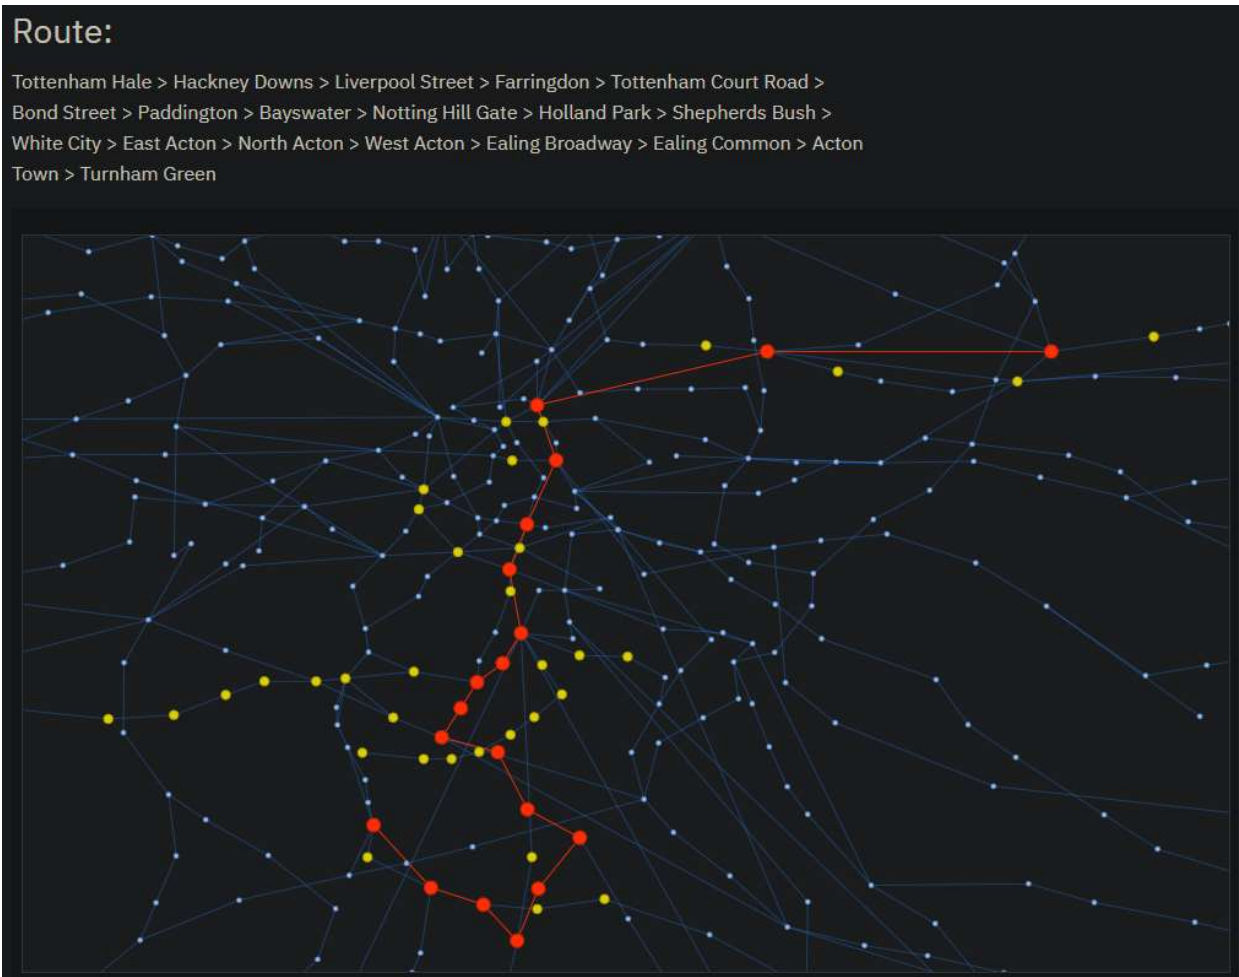 Route:
Tottenham Hale > Hackney Downs > Liverpool Street > Farringdon > Tottenham Court Road >
Bond Street > Paddington > Bayswater > Notting Hill Gate > Holland Park > Shepherds Bush >
White City > East Acton > North Acton > West Acton > Ealing Broadway > Ealing Common > Acton
Town > Turnham Green